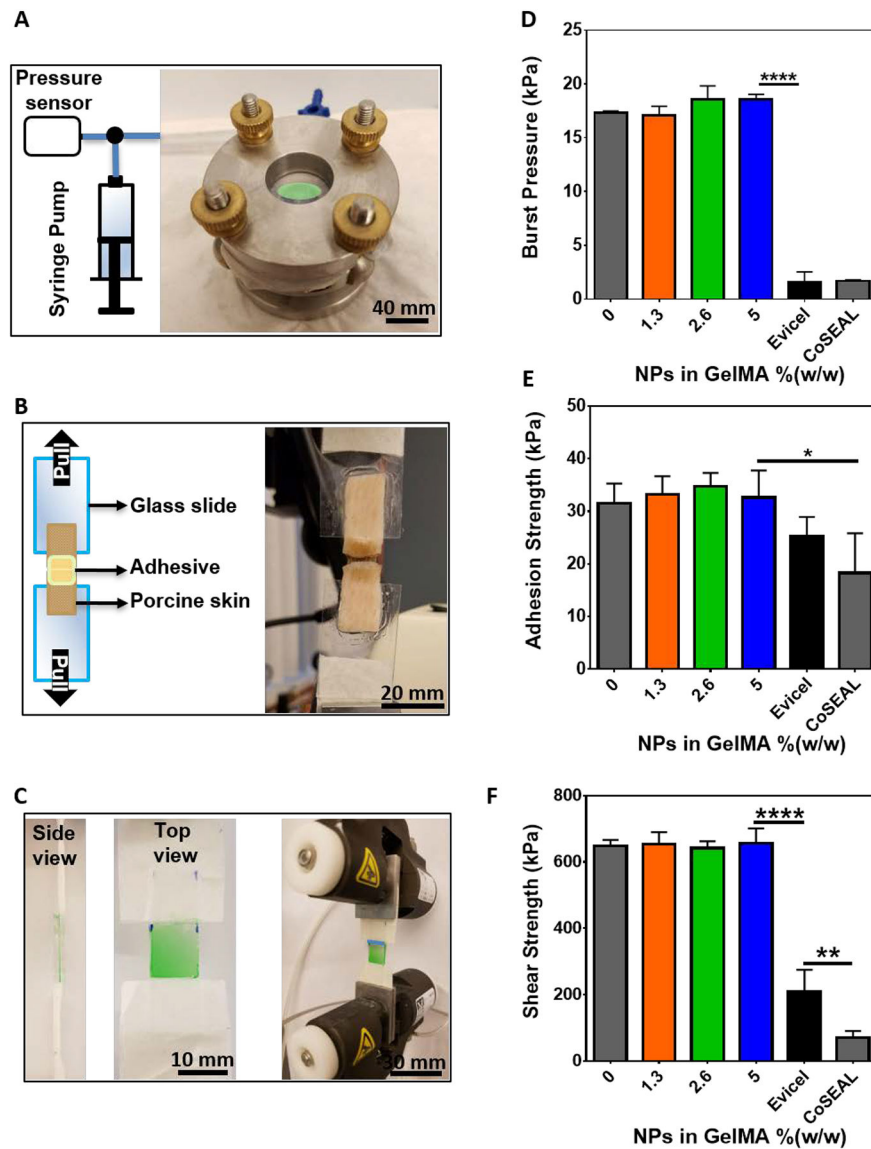 A
Pressure
sensor
Syringe Pump
40 mm
B
Pull
Glass slide
Adhesive
Porcine skin
Pull
20 mm
C
Side
view
Top
view
10 mm
30 mm
D
Burst Pressure (kPa)
25
20
15
10
5
0
****
0
1.3
2.6
5
Evicel
CoSEAL
NPs in GelMA %(w/w)
E
Adhesion Strength (kPa)
50
40
30
20
10
0
*
0
1.3
2.6
5
Evicel
CoSEAL
NPs in GelMA %(w/w)
F
Shear Strength (kPa)
800
600
400
200
0
****
**
0
1.3
2.6
5
Evicel
CoSEAL
NPs in GelMA %(w/w)